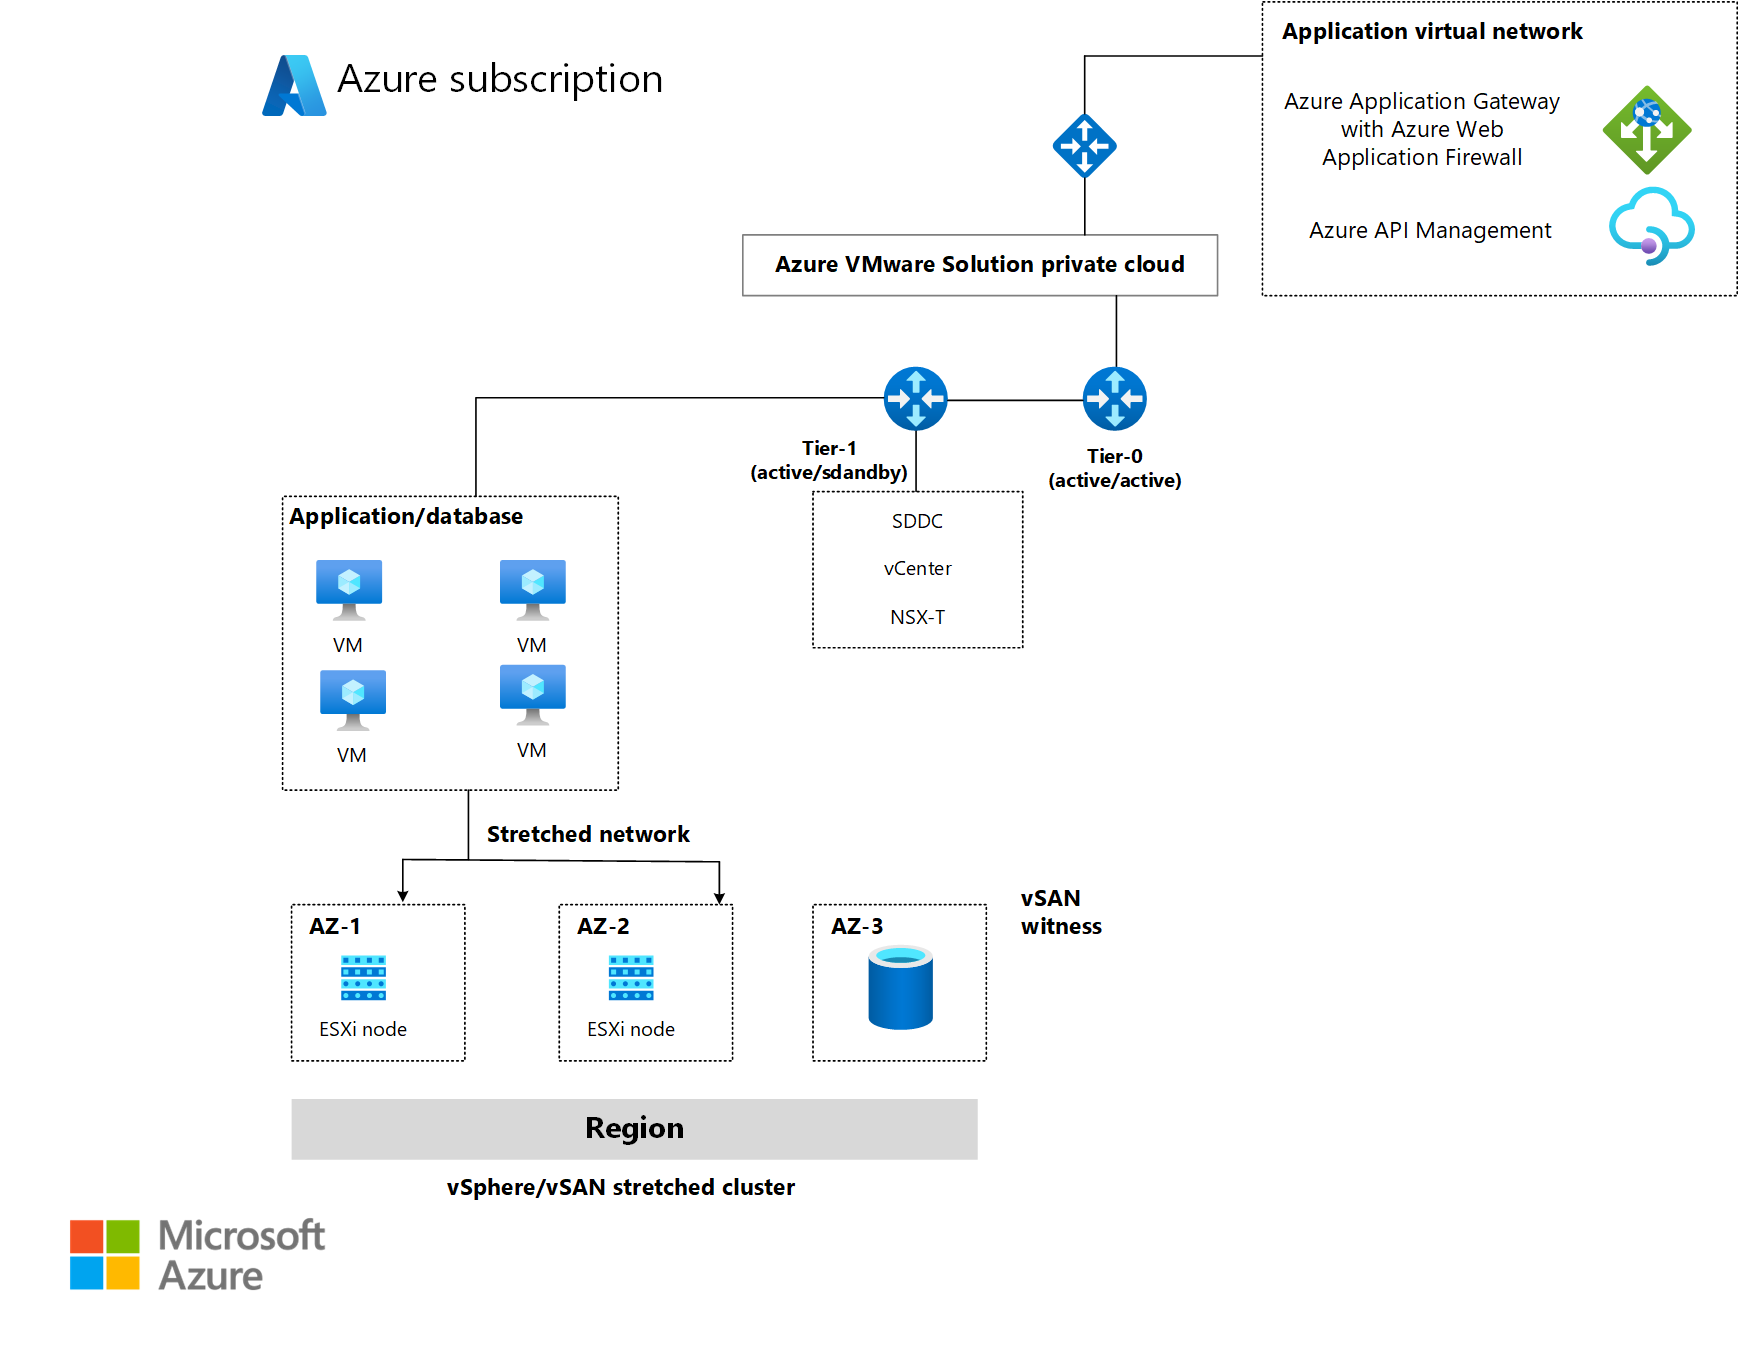 Azure subscription
Application virtual network
Azure Application Gateway
with Azure Web
Application Firewall
Azure API Management
Azure VMware Solution private cloud
Tier-1
(active/sdandby)
Tier-0
(active/active)
SDDC
vCenter
NSX-T
Application/database
VM
VM
VM
VM
Stretched network
AZ-1
ESXi node
AZ-2
ESXi node
AZ-3
vSAN
witness
Region
vSphere/vSAN stretched cluster
Microsoft
Azure